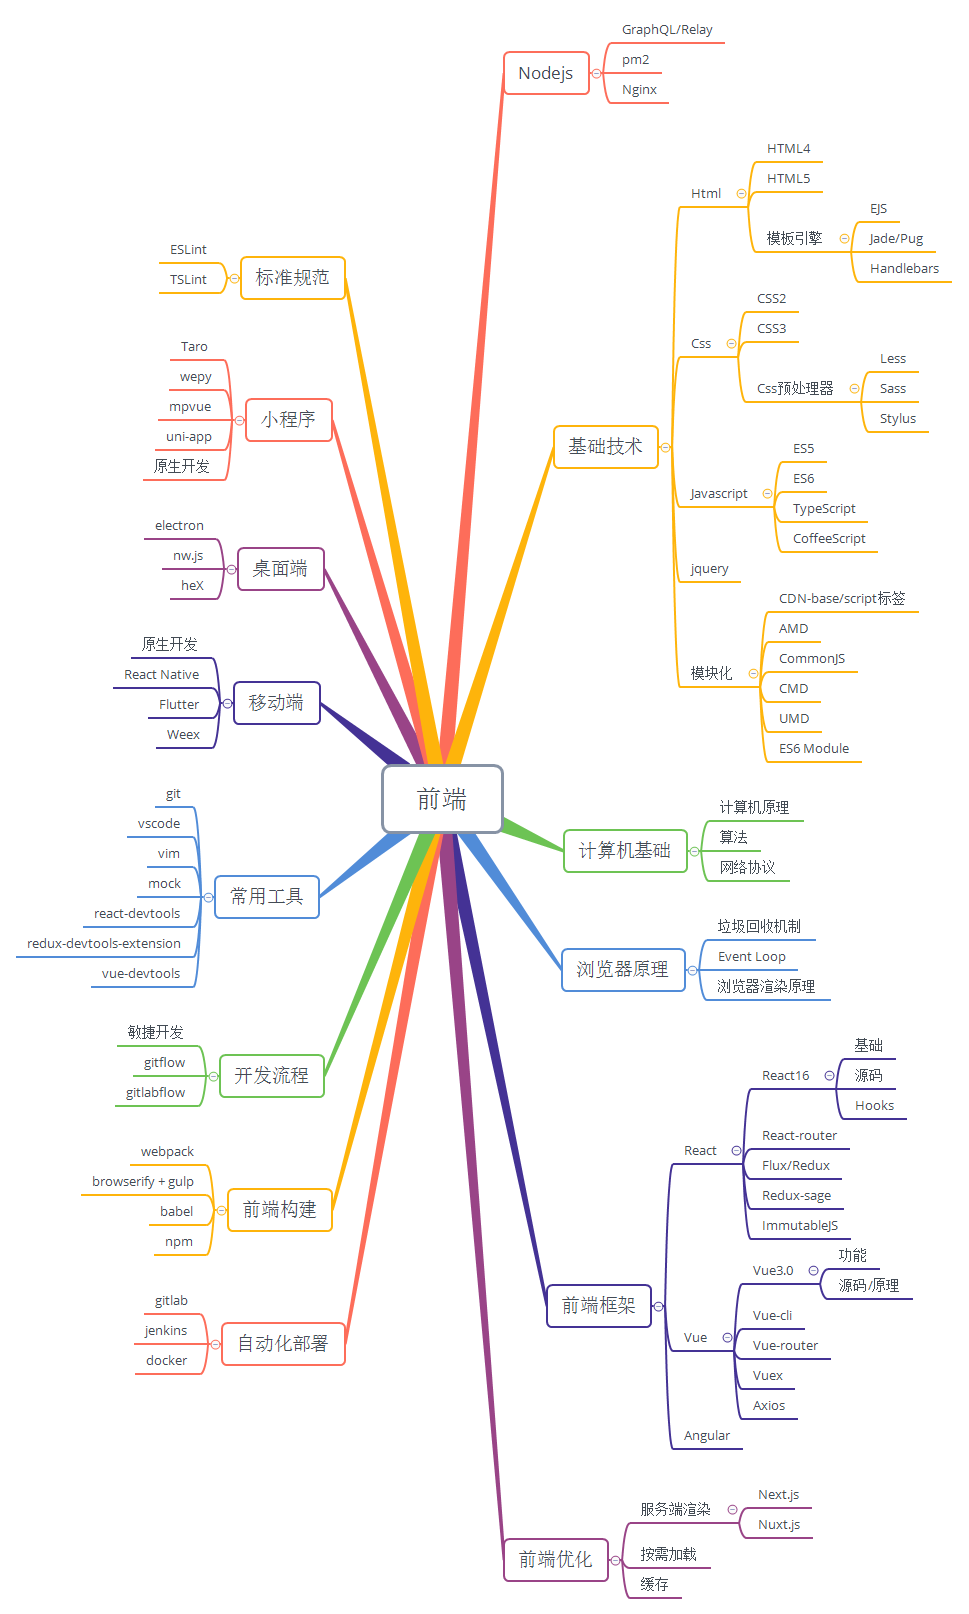 前端
Nodejs
GraphQL/Relay
pm2
Nginx
基础技术
Html
HTML4
HTML5
模板引擎
EJS
Jade/Pug
Handlebars
Css
CSS2
CSS3
Css预处理器
Less
Sass
Stylus
Javascript
ES5
ES6
TypeScript
CoffeeScript
jquery
模块化
CDN-base/script标签
AMD
CommonJS
CMD
UMD
ES6 Module
计算机基础
计算机原理
算法
网络协议
浏览器原理
垃圾回收机制
Event Loop
浏览器渲染原理
前端框架
React
React16
基础
源码
Hooks
React-router
Flux/Redux
Redux-sage
ImmutableJS
Vue
Vue3.0
功能
源码/原理
Vue-cli
Vue-router
Vuex
Axios
Angular
前端优化
服务端渲染
Next.js
Nuxt.js
按需加载
缓存
标准规范
ESLint
TSLint
小程序
Taro
wepy
mpvue
uni-app
原生开发
桌面端
electron
nw.js
heX
移动端
原生开发
React Native
Flutter
Weex
常用工具
git
vscode
vim
mock
react-devtools
redux-devtools-extension
vue-devtools
开发流程
敏捷开发
gitflow
gitlabflow
前端构建
webpack
browserify + gulp
babel
npm
自动化部署
gitlab
jenkins
docker